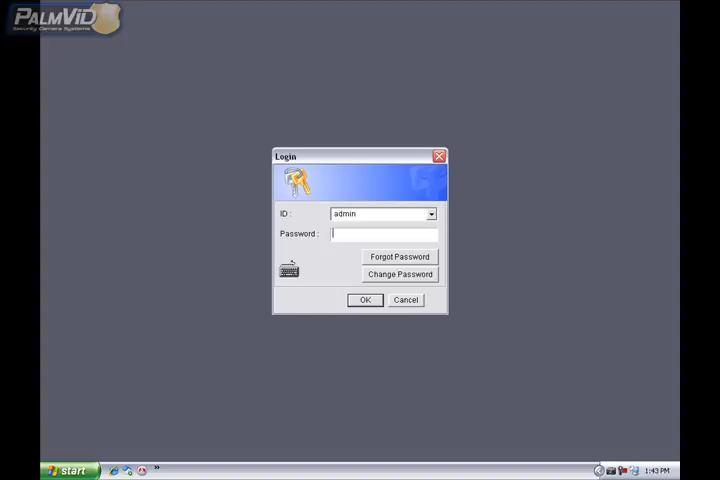 PALMVID
Security Camera Systems
Login
ID :
admin
Password :
Forgot Password
Change Password
OK
Cancel
start
1:43 PM